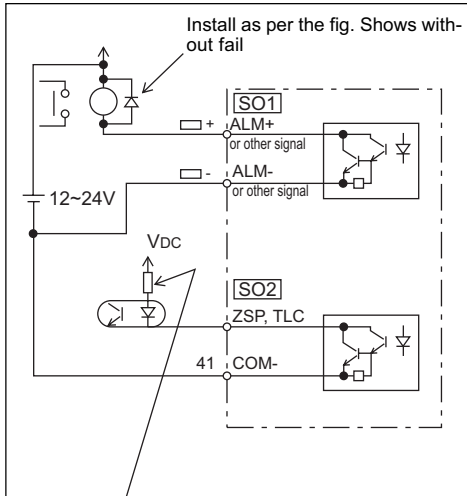 Install as per the fig. Shows with-
out fail
SO1
+ ALM+
or other signal
- ALM-
or other signal
12~24V
VDC
SO2
ZSP, TLC
41 COM-